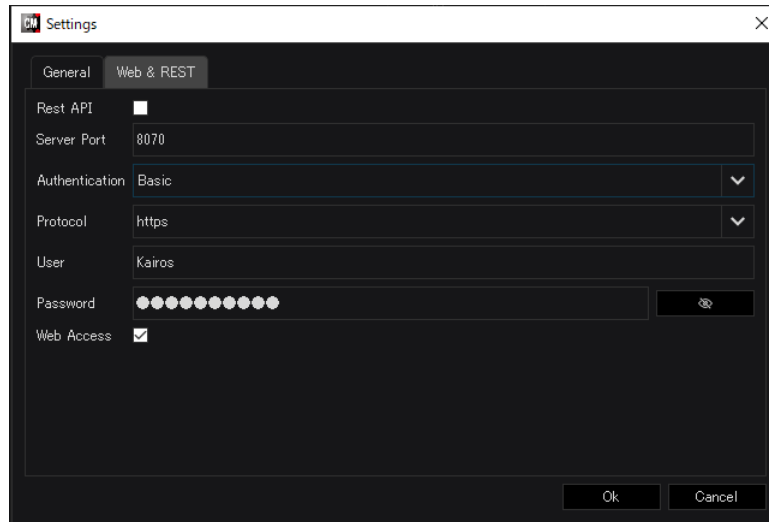 CM Settings
General Web & REST
Rest API
Server Port 8070
Authentication Basic
Protocol https
User Kairos
Password ●●●●●●●●●●
Web Access
Ok Cancel